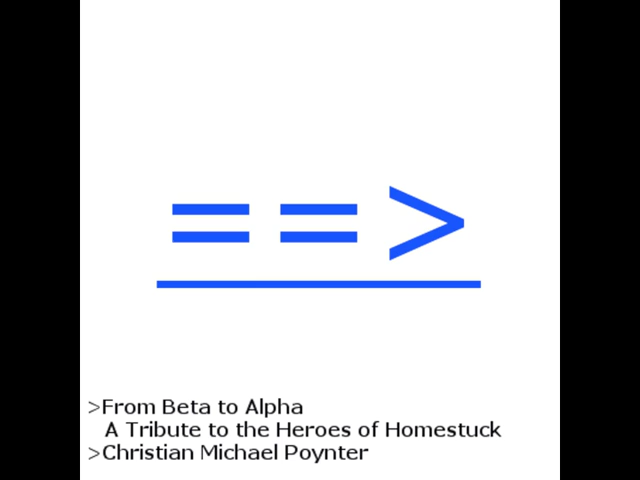 ==>
>From Beta to Alpha
A Tribute to the Heroes of Homestuck
>Christian Michael Poynter